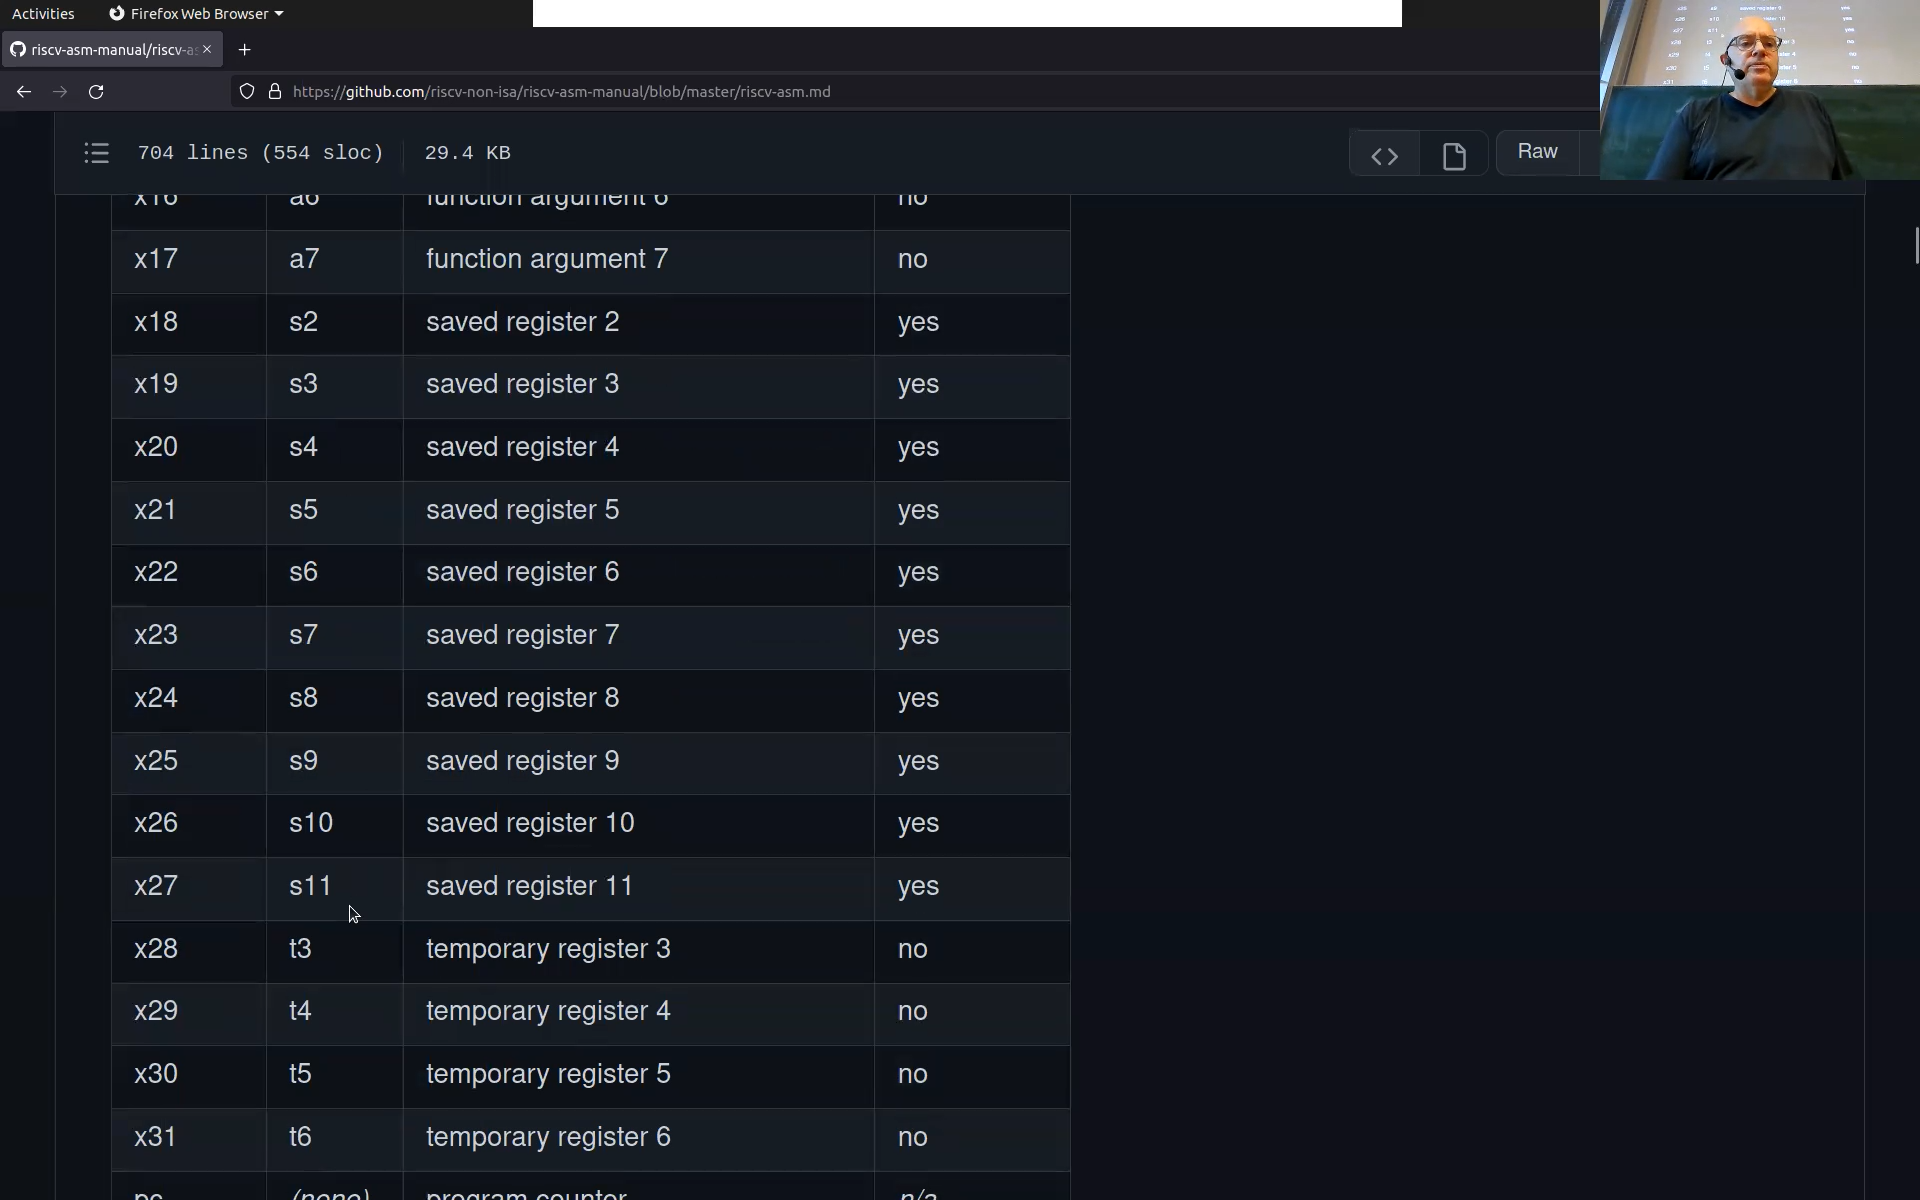 Activities
Firefox Web Browser
riscv-asm-manual/riscv-as
https://github.com/riscv-non-isa/riscv-asm-manual/blob/master/riscv-asm.md
704 lines (554 sloc) 29.4 KB
Raw
x16 a6 function argument 6 no
x17 a7 function argument 7 no
x18 s2 saved register 2 yes
x19 s3 saved register 3 yes
x20 s4 saved register 4 yes
x21 s5 saved register 5 yes
x22 s6 saved register 6 yes
x23 s7 saved register 7 yes
x24 s8 saved register 8 yes
x25 s9 saved register 9 yes
x26 s10 saved register 10 yes
x27 s11 saved register 11 yes
x28 t3 temporary register 3 no
x29 t4 temporary register 4 no
x30 t5 temporary register 5 no
x31 t6 temporary register 6 no
pc (none) program counter n/a